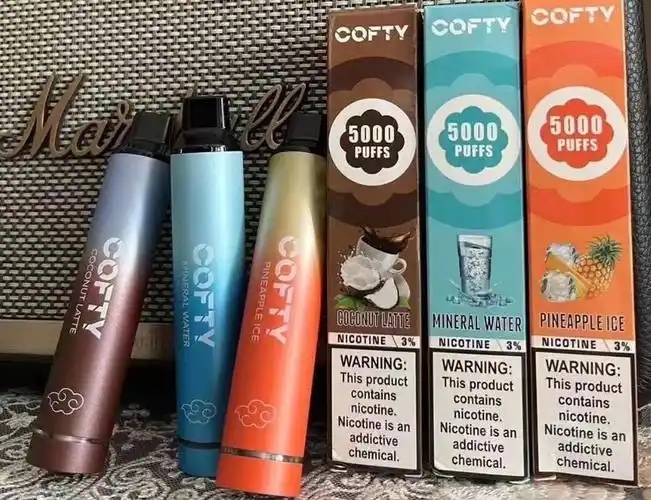 Marshall
COFTY
COCONUT LATTE
COFTY
MINERAL WATER
COFTY
PINEAPPLE ICE
COFTY
5000
PUFFS
COCONUT LATTE
NICOTINE 3%
WARNING:
This product
contains
nicotine.
Nicotine is an
addictive
chemical.
COFTY
5000
PUFFS
MINERAL WATER
NICOTINE 3%
WARNING:
This product
contains
nicotine.
Nicotine is an
addictive
chemical.
COFTY
5000
PUFFS
PINEAPPLE ICE
NICOTINE 3%
WARNING:
This product
contains
nicotine.
Nicotine is an
addictive
chemical.